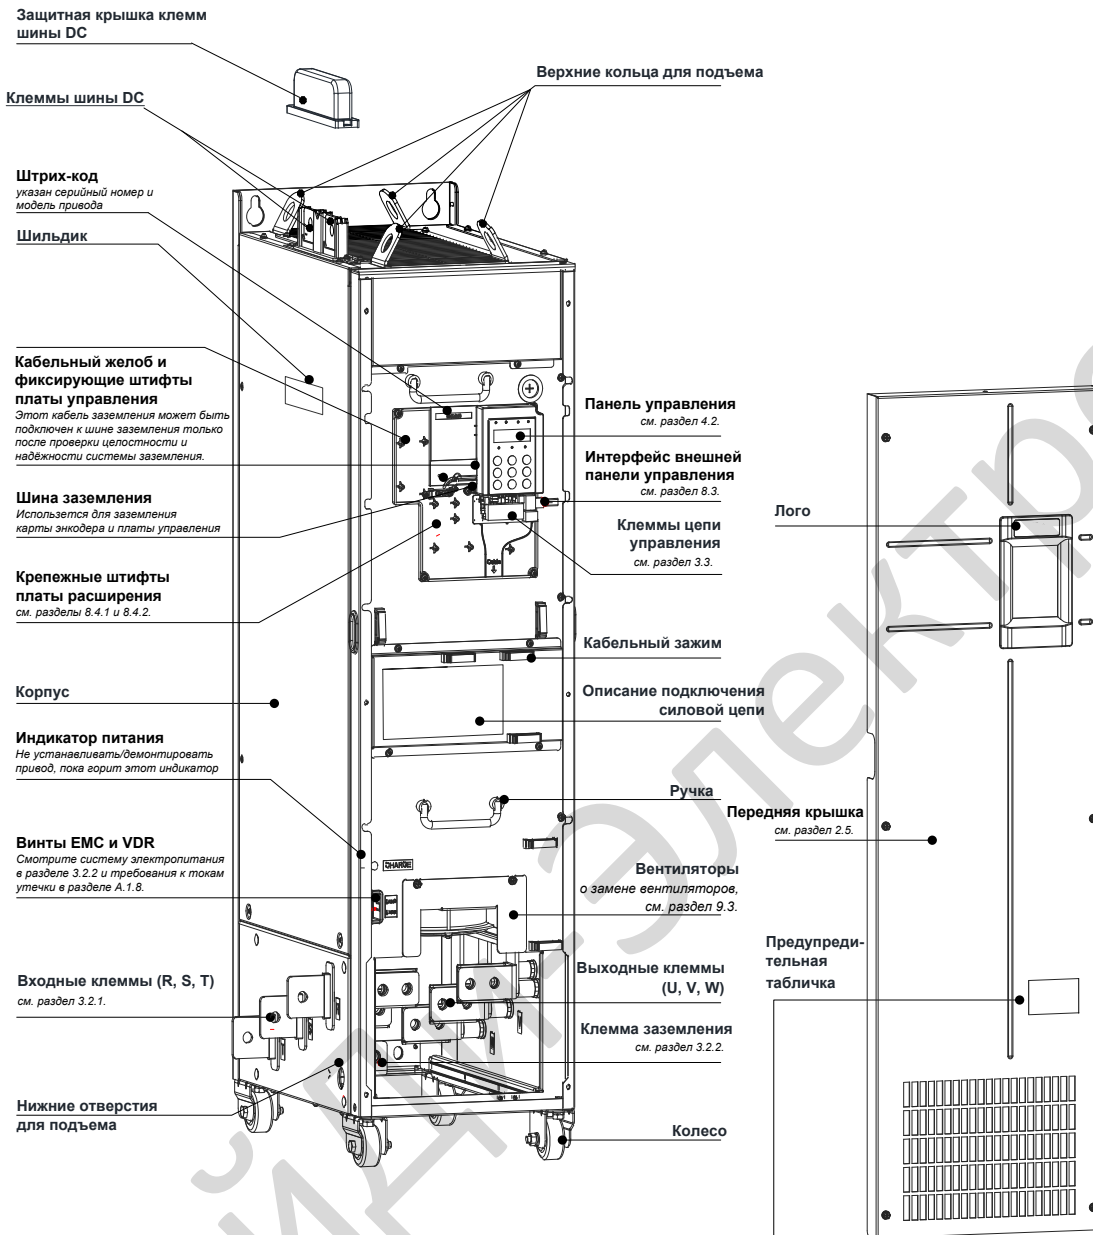 Защитная крышка клемм
шины DC
Клеммы шины DC
Верхние кольца для подъема
Штрих-код
указан серийный номер и
модель привода
Шильдик
Кабельный желоб и
фиксирующие штифты
платы управления
Этот кабель заземления может быть
подключен к шине заземления только
после проверки целостности и
надёжности системы заземления.
Шина заземления
Испольется для заземления
карты энкодера и платы управления
Крепежные штифты
платы расширения
см. разделы 8.4.1 и 8.4.2.
Корпус
Индикатор питания
Не устанавливать/демонтировать
привод, пока горит этот индикатор
Винты EMC и VDR
Смотрите систему электропитания
в разделе 3.2.2 и требования к токам
утечки в разделе A.1.8.
Входные клеммы (R, S, T)
см. раздел 3.2.1.
Нижние отверстия
для подъема
Панель управления
см. раздел 4.2.
Интерфейс внешней
панели управления
см. раздел 8.3.
Клеммы цепи
управления
см. раздел 3.3.
Кабельный зажим
Описание подключения
силовой цепи
Ручка
CHARGE
Вентиляторы
о замене вентиляторов,
см. раздел 9.3.
Выходные клеммы
(U, V, W)
Клемма заземления
см. раздел 3.2.2.
Колесо
Лого
Передняя крышка
см. раздел 2.5.
Предупреди-
тельная
табличка
йди-электро